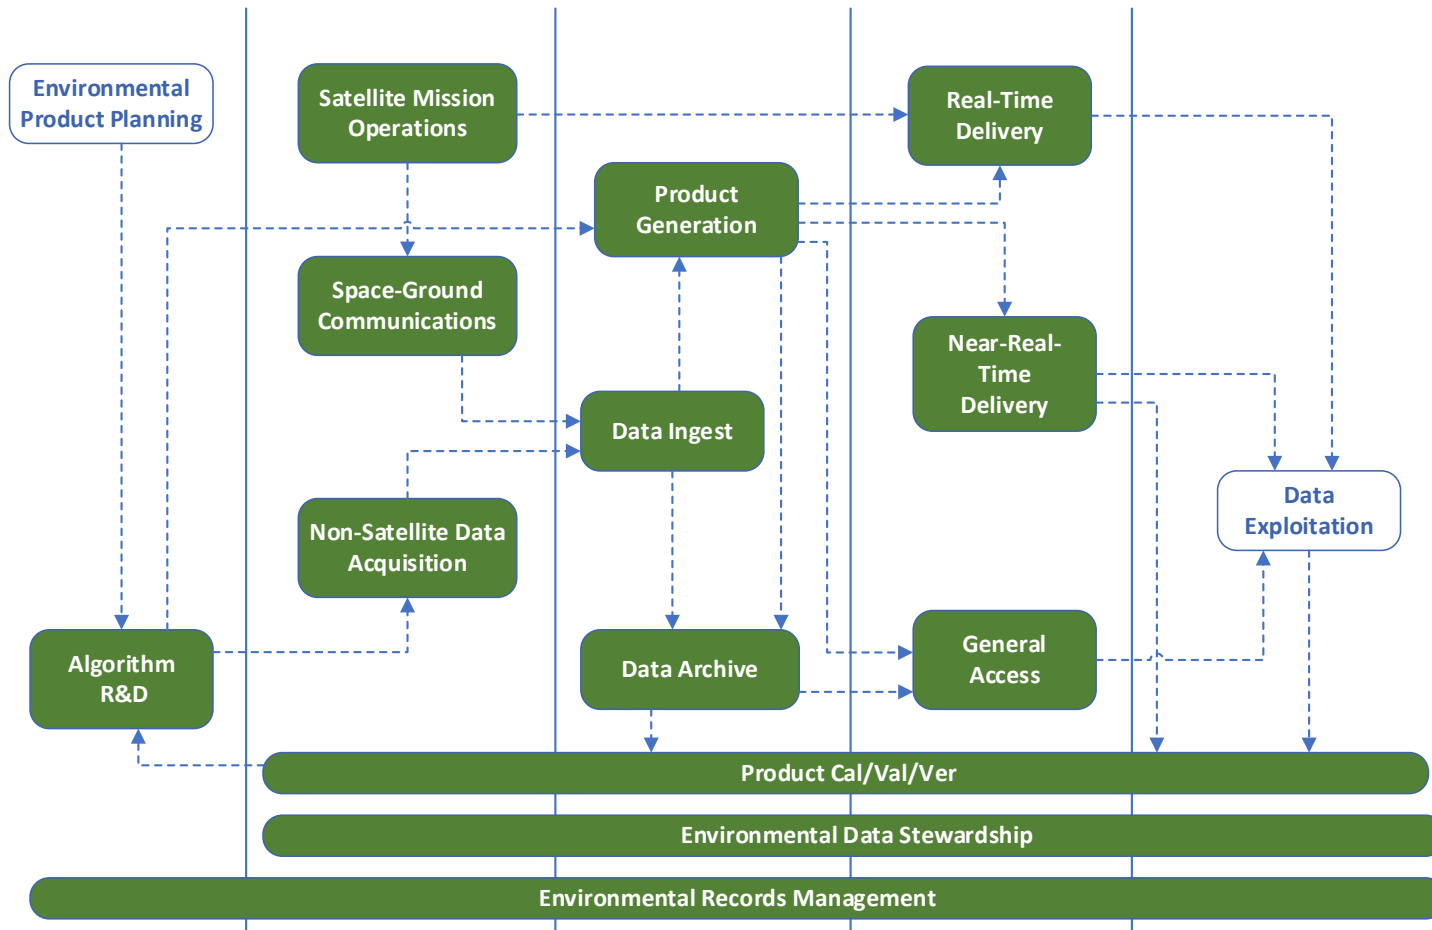 Environmental
Product Planning
Satellite Mission
Operations
Real-Time
Delivery
Product
Generation
Space-Ground
Communications
Near-Real-
Time
Delivery
Data Ingest
Data
Exploitation
Non-Satellite Data
Acquisition
Algorithm
R&D
Data Archive
General
Access
Product Cal/Val/Ver
Environmental Data Stewardship
Environmental Records Management